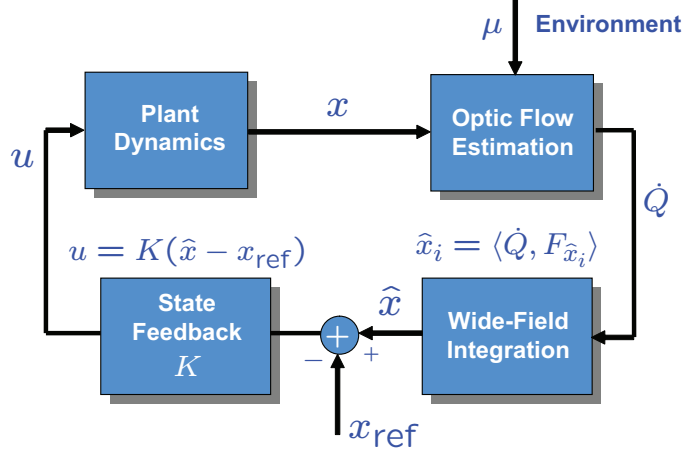 μ Environment
Plant
Dynamics
x
Optic Flow
Estimation
u
Q̇
u = K(x̂ − x_ref)
x̂_i = ⟨Q̇, F_x̂_i⟩
State
Feedback
K
− + +
x̂
Wide-Field
Integration
x_ref